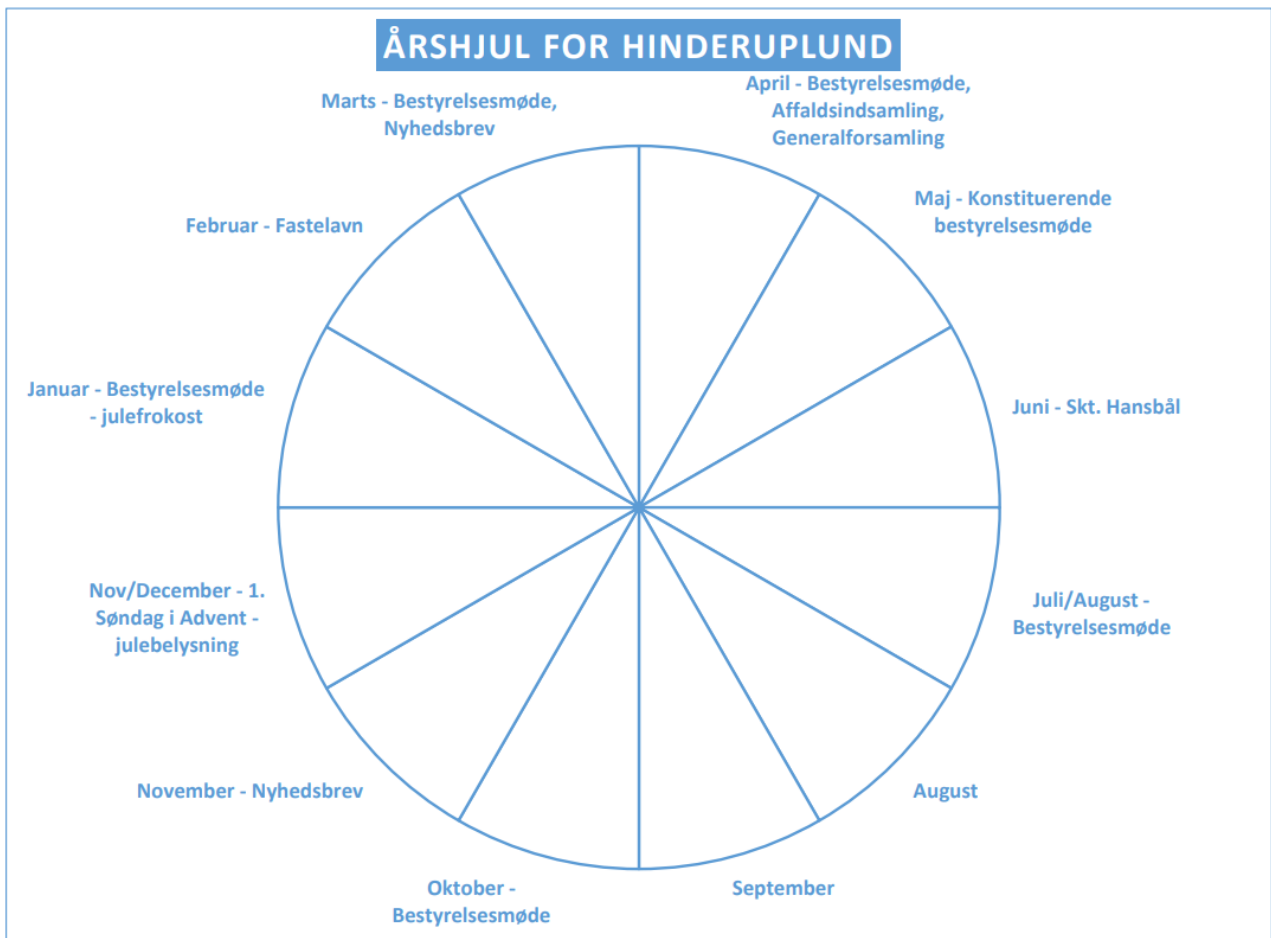 ÅRSHJUL FOR HINDERUPLUND
April - Bestyrelsesmøde,
Affaldsindsamling,
Generalforsamling
Maj - Konstituerende
bestyrelsesmøde
Juni - Skt. Hansbål
Juli/August -
Bestyrelsesmøde
August
September
Oktober -
Bestyrelsesmøde
November - Nyhedsbrev
Nov/December - 1.
Søndag i Advent -
julebelysning
Januar - Bestyrelsesmøde
- julefrokost
Februar - Fastelavn
Marts - Bestyrelsesmøde,
Nyhedsbrev